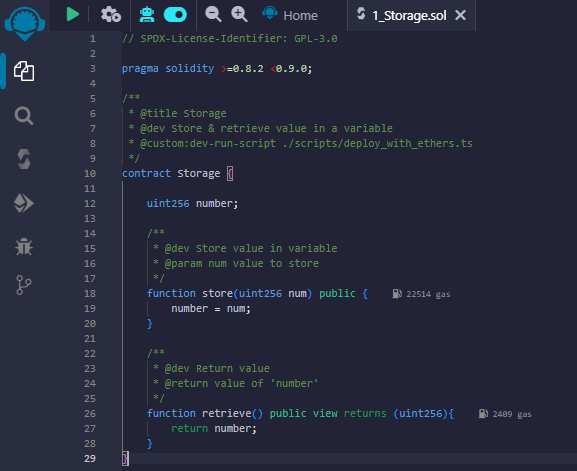 Home
1_Storage.sol
1 // SPDX-License-Identifier: GPL-3.0
2
3 pragma solidity >=0.8.2 <0.9.0;
4
5 /**
6  * @title Storage
7  * @dev Store & retrieve value in a variable
8  * @custom:dev-run-script ./scripts/deploy_with_ethers.ts
9  */
10 contract Storage {
11
12     uint256 number;
13
14     /**
15      * @dev Store value in variable
16      * @param num value to store
17      */
18     function store(uint256 num) public {    22514 gas
19         number = num;
20     }
21
22     /**
23      * @dev Return value
24      * @return value of 'number'
25      */
26     function retrieve() public view returns (uint256){    2409 gas
27         return number;
28     }
29 }